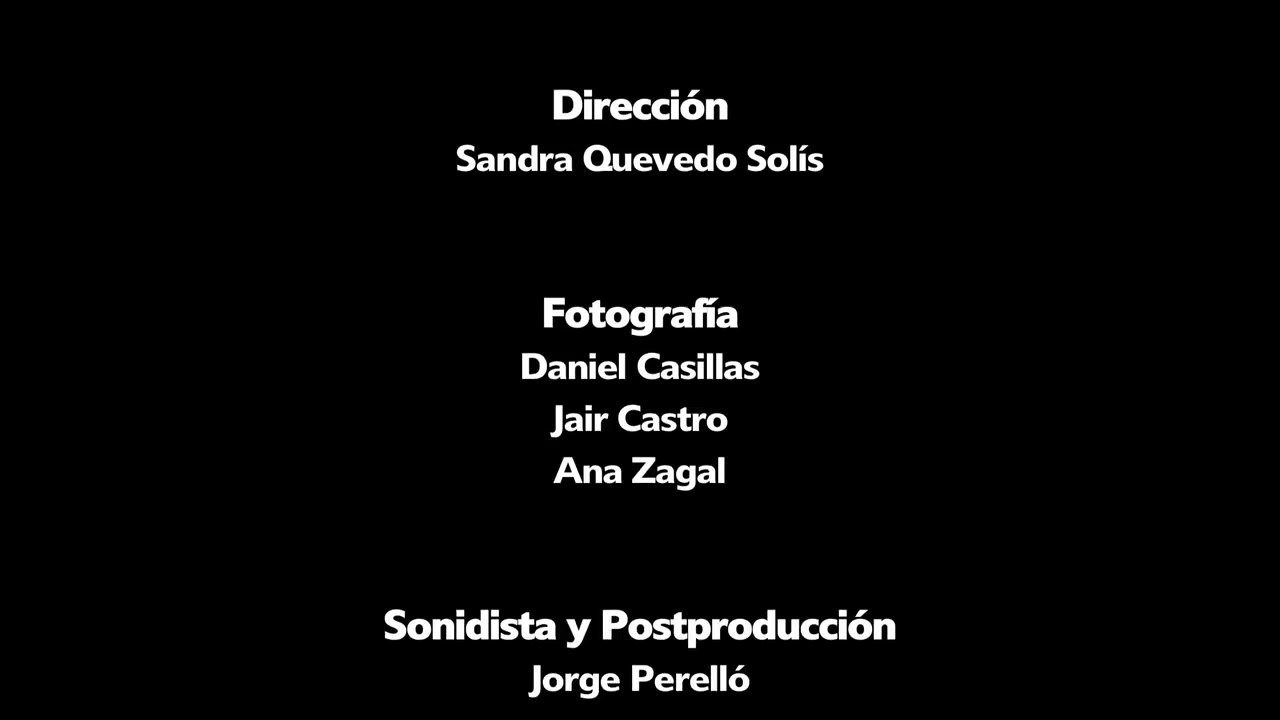 Dirección
Sandra Quevedo Solís
Fotografía
Daniel Casillas
Jair Castro
Ana Zagal
Sonidista y Postproducción
Jorge Perelló